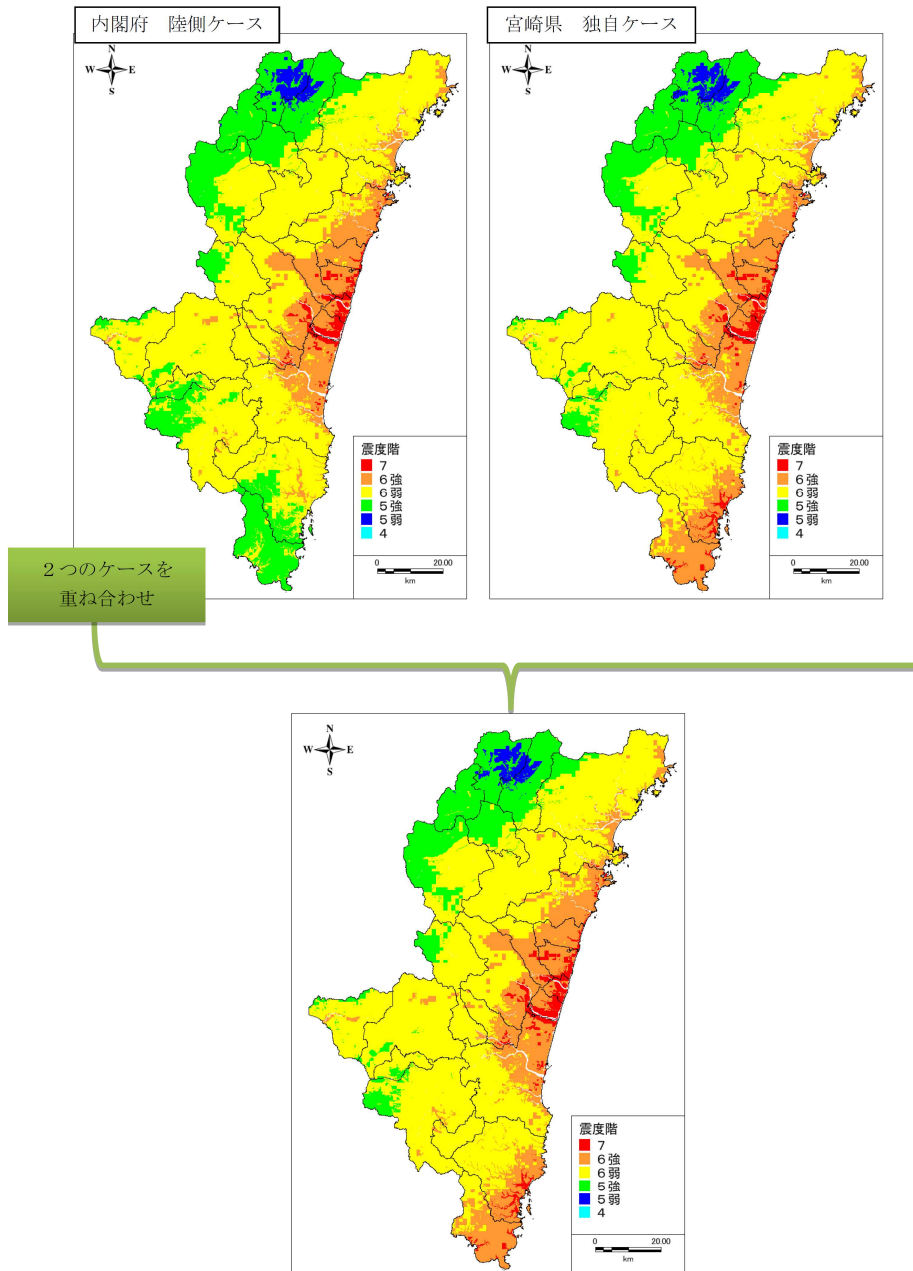 内閣府　陸側ケース
N
W E
S
震度階
7
6強
6弱
5強
5弱
4
0 20.00
km
宮崎県　独自ケース
N
W E
S
震度階
7
6強
6弱
5強
5弱
4
0 20.00
km
２つのケースを
重ね合わせ
N
W E
S
震度階
7
6強
6弱
5強
5弱
4
0 20.00
km